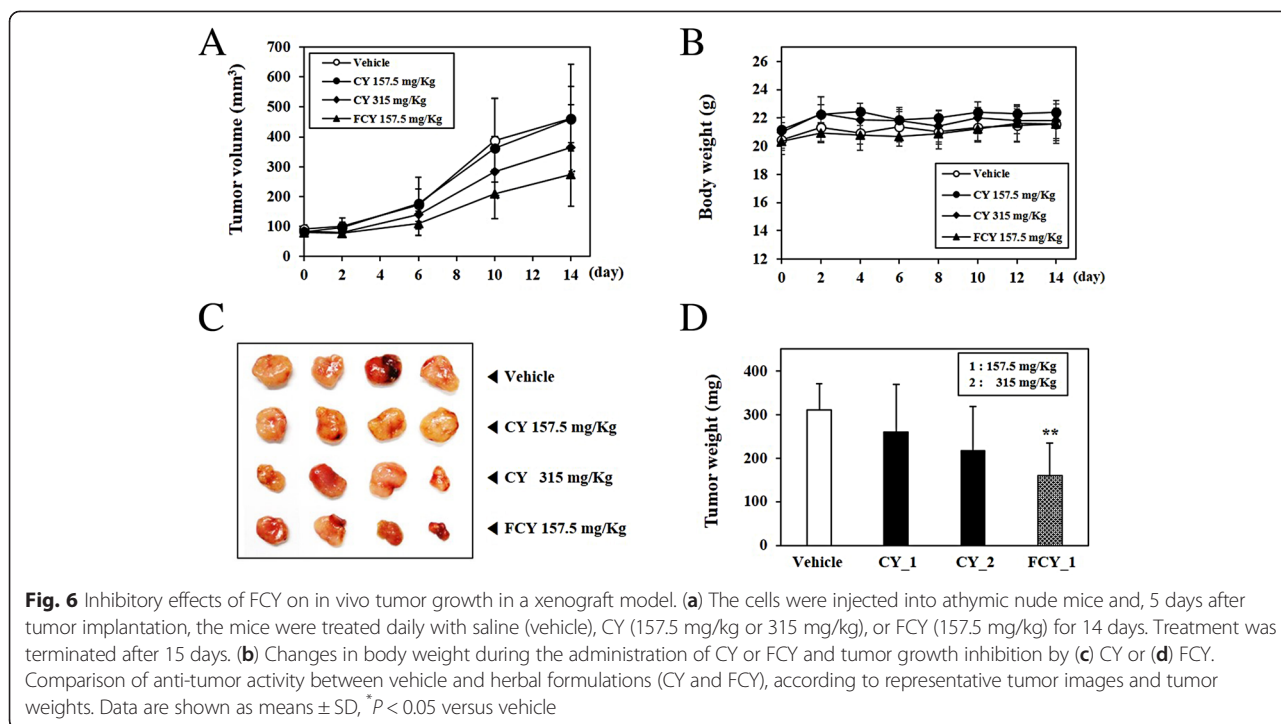 A
Tumor volume (mm³)
700
600
500
400
300
200
100
0
Vehicle
CY 157.5 mg/Kg
CY 315 mg/Kg
FCY 157.5 mg/Kg
0 2 4 6 8 10 12 14 (day)
B
Body weight (g)
26
24
22
20
18
16
14
12
Vehicle
CY 157.5 mg/Kg
CY 315 mg/Kg
FCY 157.5 mg/Kg
0 2 4 6 8 10 12 14 (day)
C
◄ Vehicle
◄ CY 157.5 mg/Kg
◄ CY 315 mg/Kg
◄ FCY 157.5 mg/Kg
D
Tumor weight (mg)
400
300
200
100
0
1 : 157.5 mg/Kg
2 : 315 mg/Kg
**
Vehicle CY_1 CY_2 FCY_1
Fig. 6 Inhibitory effects of FCY on in vivo tumor growth in a xenograft model. (a) The cells were injected into athymic nude mice and, 5 days after
tumor implantation, the mice were treated daily with saline (vehicle), CY (157.5 mg/kg or 315 mg/kg), or FCY (157.5 mg/kg) for 14 days. Treatment was
terminated after 15 days. (b) Changes in body weight during the administration of CY or FCY and tumor growth inhibition by (c) CY or (d) FCY.
Comparison of anti-tumor activity between vehicle and herbal formulations (CY and FCY), according to representative tumor images and tumor
weights. Data are shown as means ± SD, *P < 0.05 versus vehicle